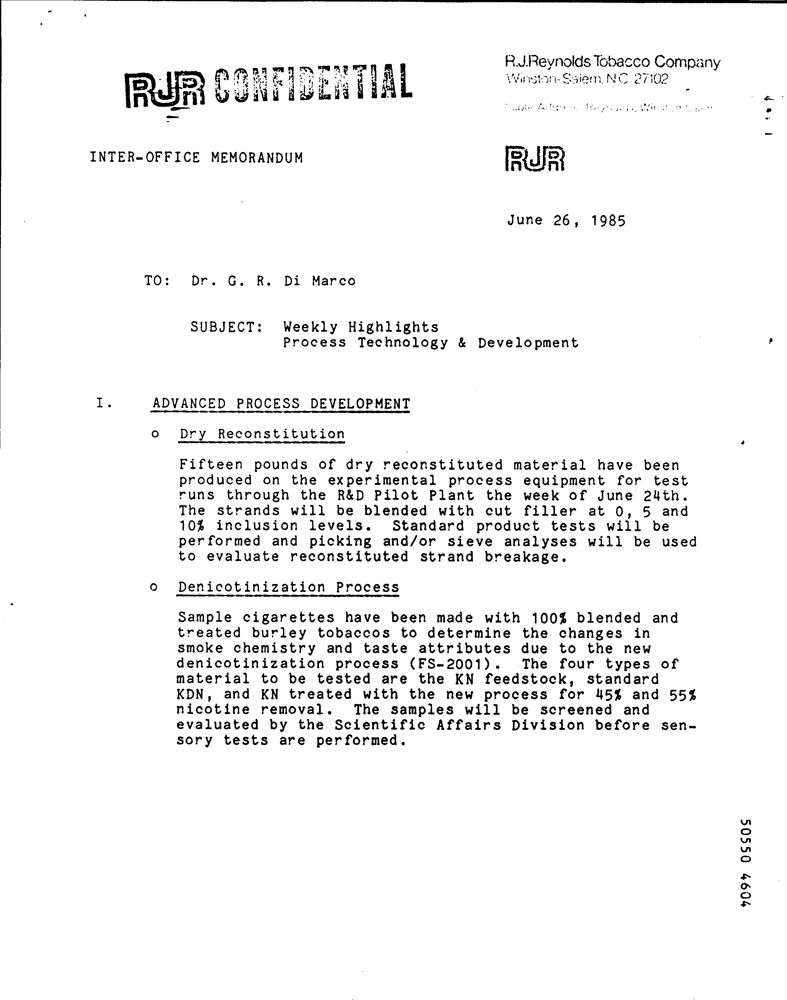 RJR CONFIDENTIAL
R.J.Reynolds Tobacco Company
Winston-Salem, N.C. 27102
INTER-OFFICE MEMORANDUM
RJR
June 26, 1985
TO: Dr. G. R. Di Marco
SUBJECT: Weekly Highlights
Process Technology & Development
I. ADVANCED PROCESS DEVELOPMENT
o Dry Reconstitution
Fifteen pounds of dry reconstituted material have been
produced on the experimental process equipment for test
runs through the R&D Pilot Plant the week of June 24th.
The strands will be blended with cut filler at 0, 5 and
10% inclusion levels. Standard product tests will be
performed and picking and/or sieve analyses will be used
to evaluate reconstituted strand breakage.
o Denicotinization Process
Sample cigarettes have been made with 100% blended and
treated burley tobaccos to determine the changes in
smoke chemistry and taste attributes due to the new
denicotinization process (FS-2001). The four types of
material to be tested are the KN feedstock, standard
KDN, and KN treated with the new process for 45% and 55%
nicotine removal. The samples will be screened and
evaluated by the Scientific Affairs Division before sen-
sory tests are performed.
50550 4604